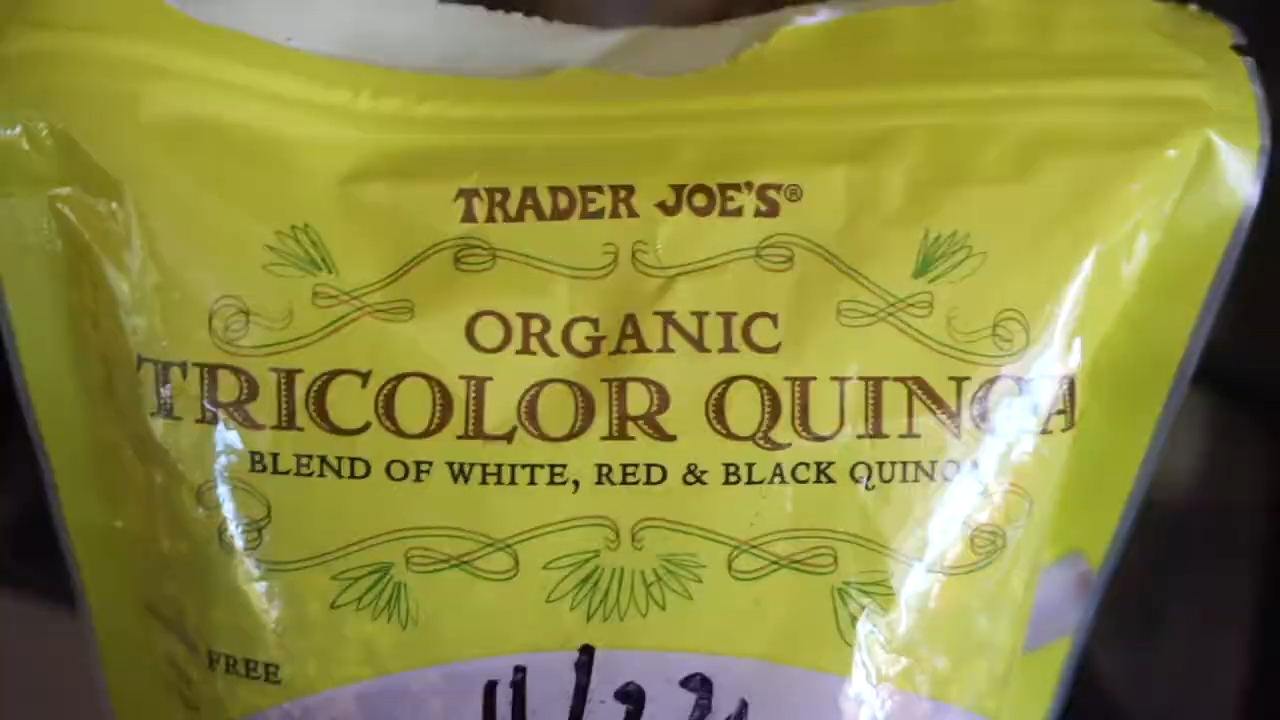 TRADER JOE'S®
ORGANIC
TRICOLOR QUINOA
BLEND OF WHITE, RED & BLACK QUINOA
FREE